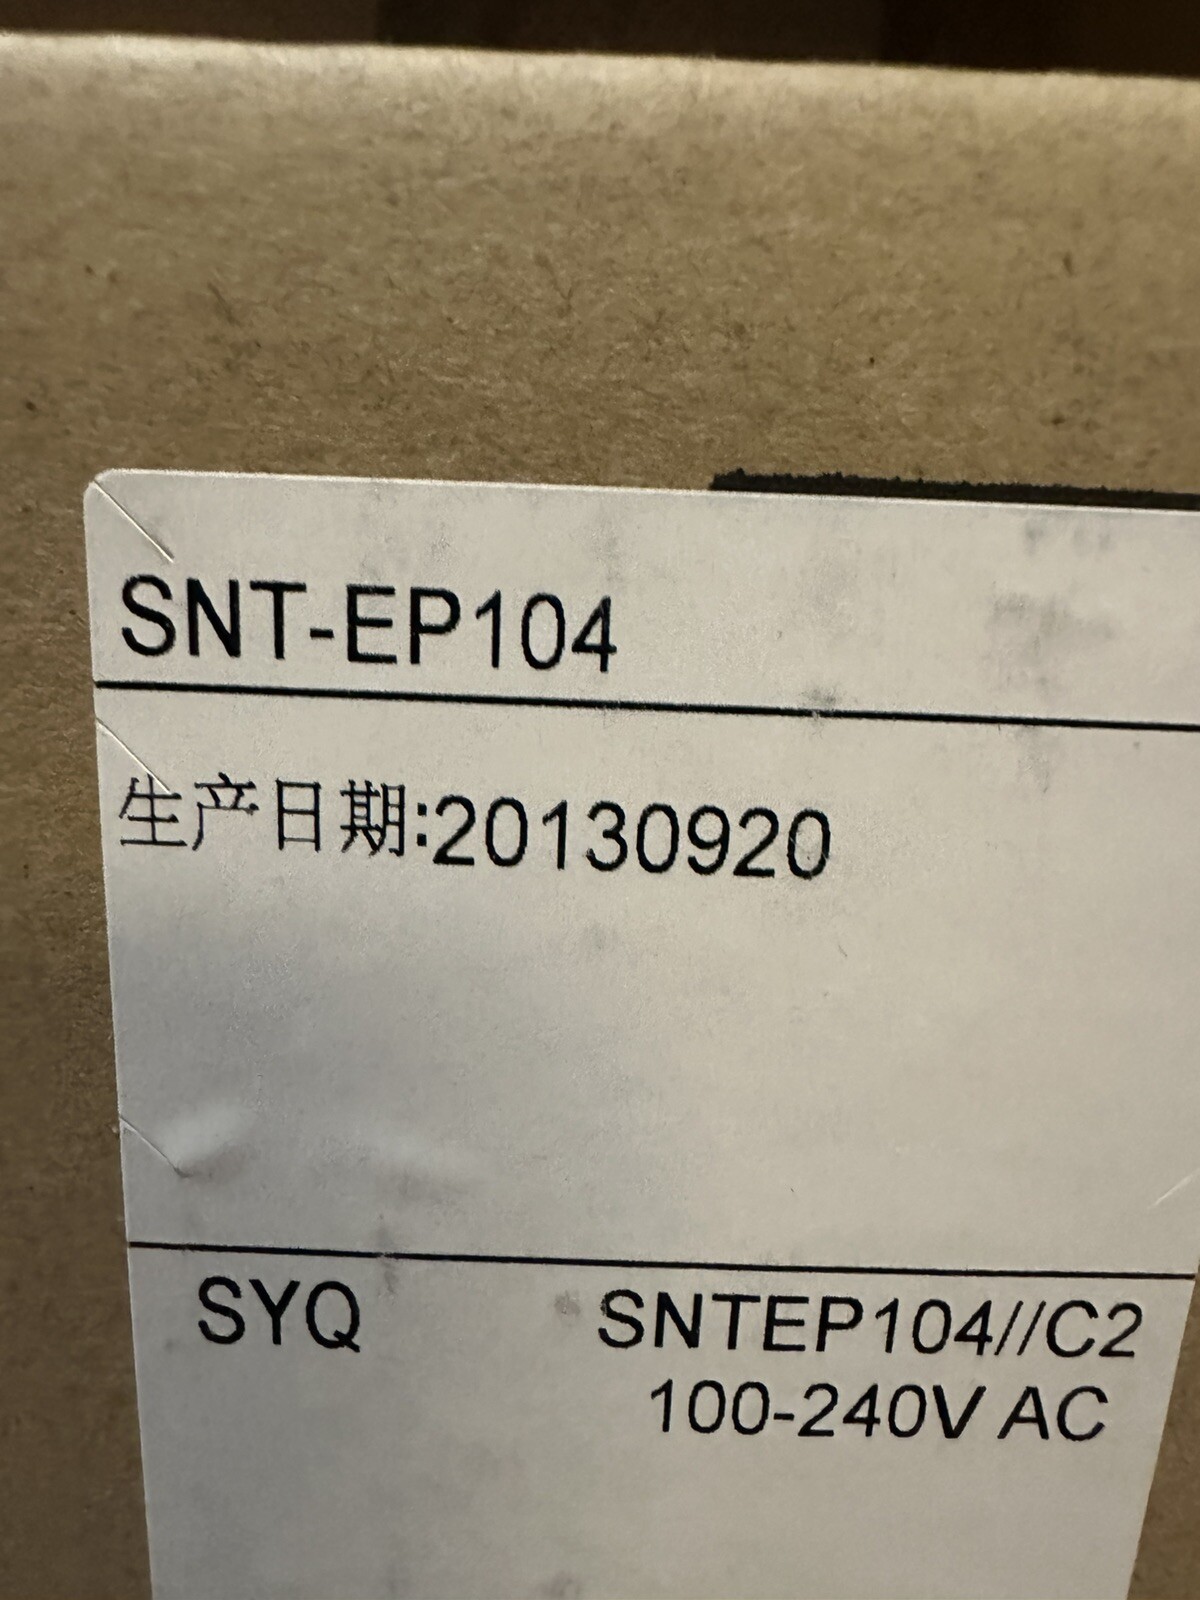 SNT-EP104
生产日期:20130920
SYQ
SNTEP104//C2
100-240V AC